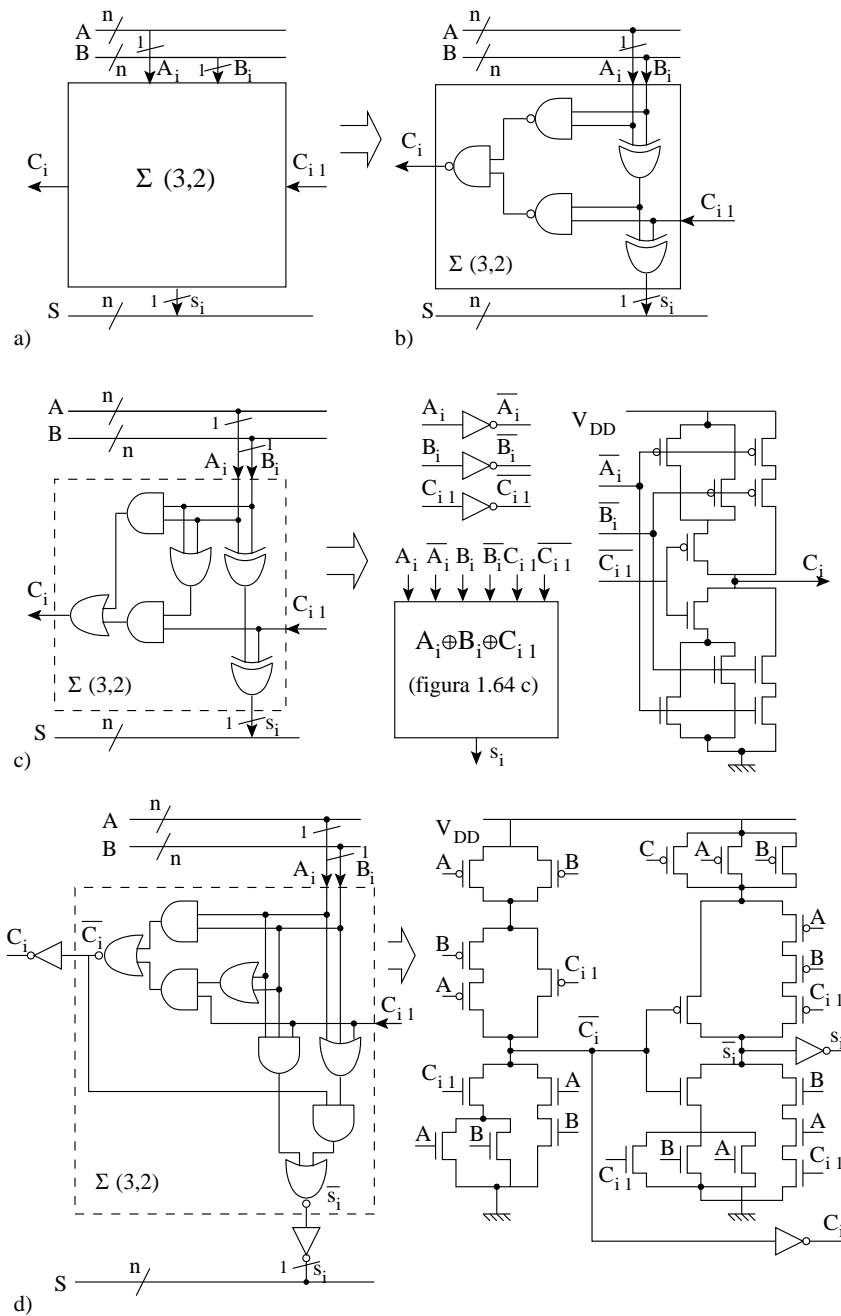 n
A
1
B
n
1
A i
B i
C i
Σ (3,2)
C i 1
n
1
s i
S
a)
n
A
1
B
n
A i
B i
C i
C i 1
Σ (3,2)
n
1
s i
S
b)
n
A
1
B
n
1
A i
B i
C i
C i 1
Σ (3,2)
1
s i
S
n
c)
A i
A̅ i
B i
B̅ i
C i 1
C̅ i 1
A i A̅ i B i B̅ i C i 1 C̅ i 1
A i ⊕ B i ⊕ C i 1
(figura 1.64 c)
s i
V DD
A̅ i
B̅ i
C̅ i 1
C i
n
A
1
B
n
1
A i
B i
C i
C̅ i
C i 1
Σ (3,2)
s̅ i
n
1
s i
S
d)
V DD
A
B
B
A
C i 1
C̅ i
C i 1
A
A
B
B
C
A
B
A
B
C i 1
s̅ i
s i
B
A
C i 1
B
A
C i 1
C i